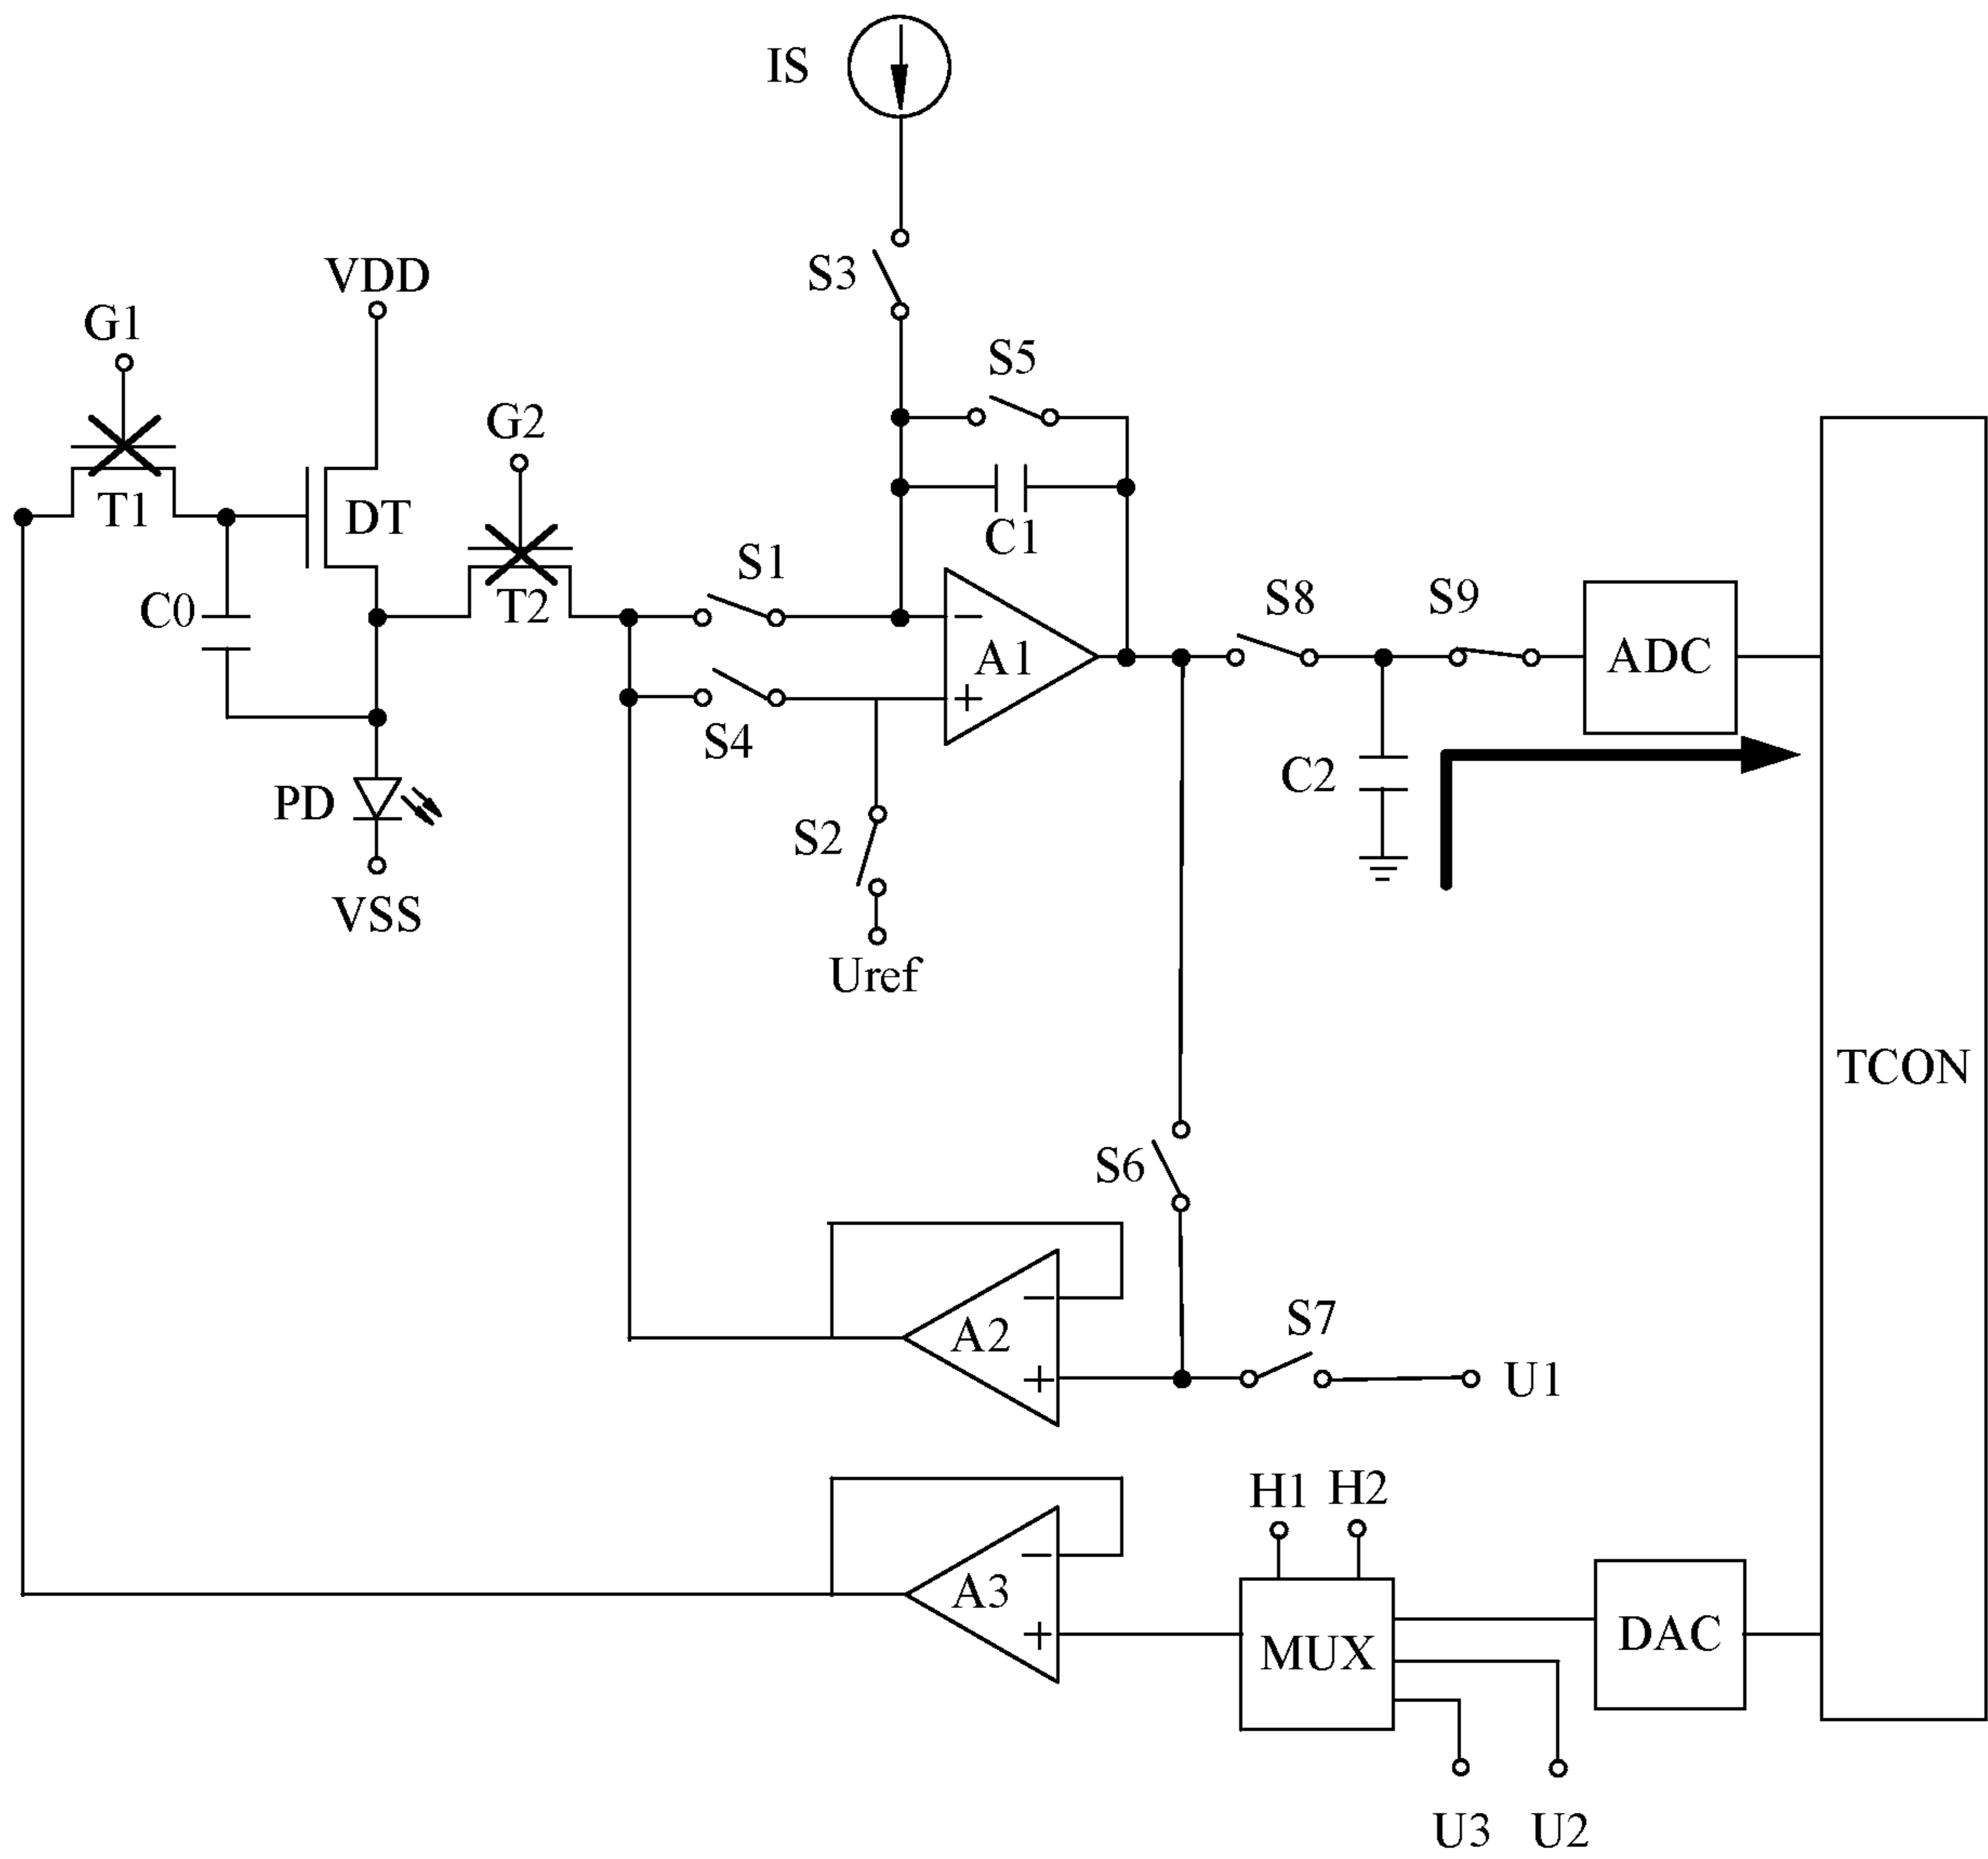 IS
S3
VDD
G1
S5
G2
T1
DT
C1
S1
C0
T2
S8
S9
A1
ADC
S4
C2
PD
S2
VSS
Uref
TCON
S6
S7
A2
U1
H1
H2
A3
MUX
DAC
U3
U2